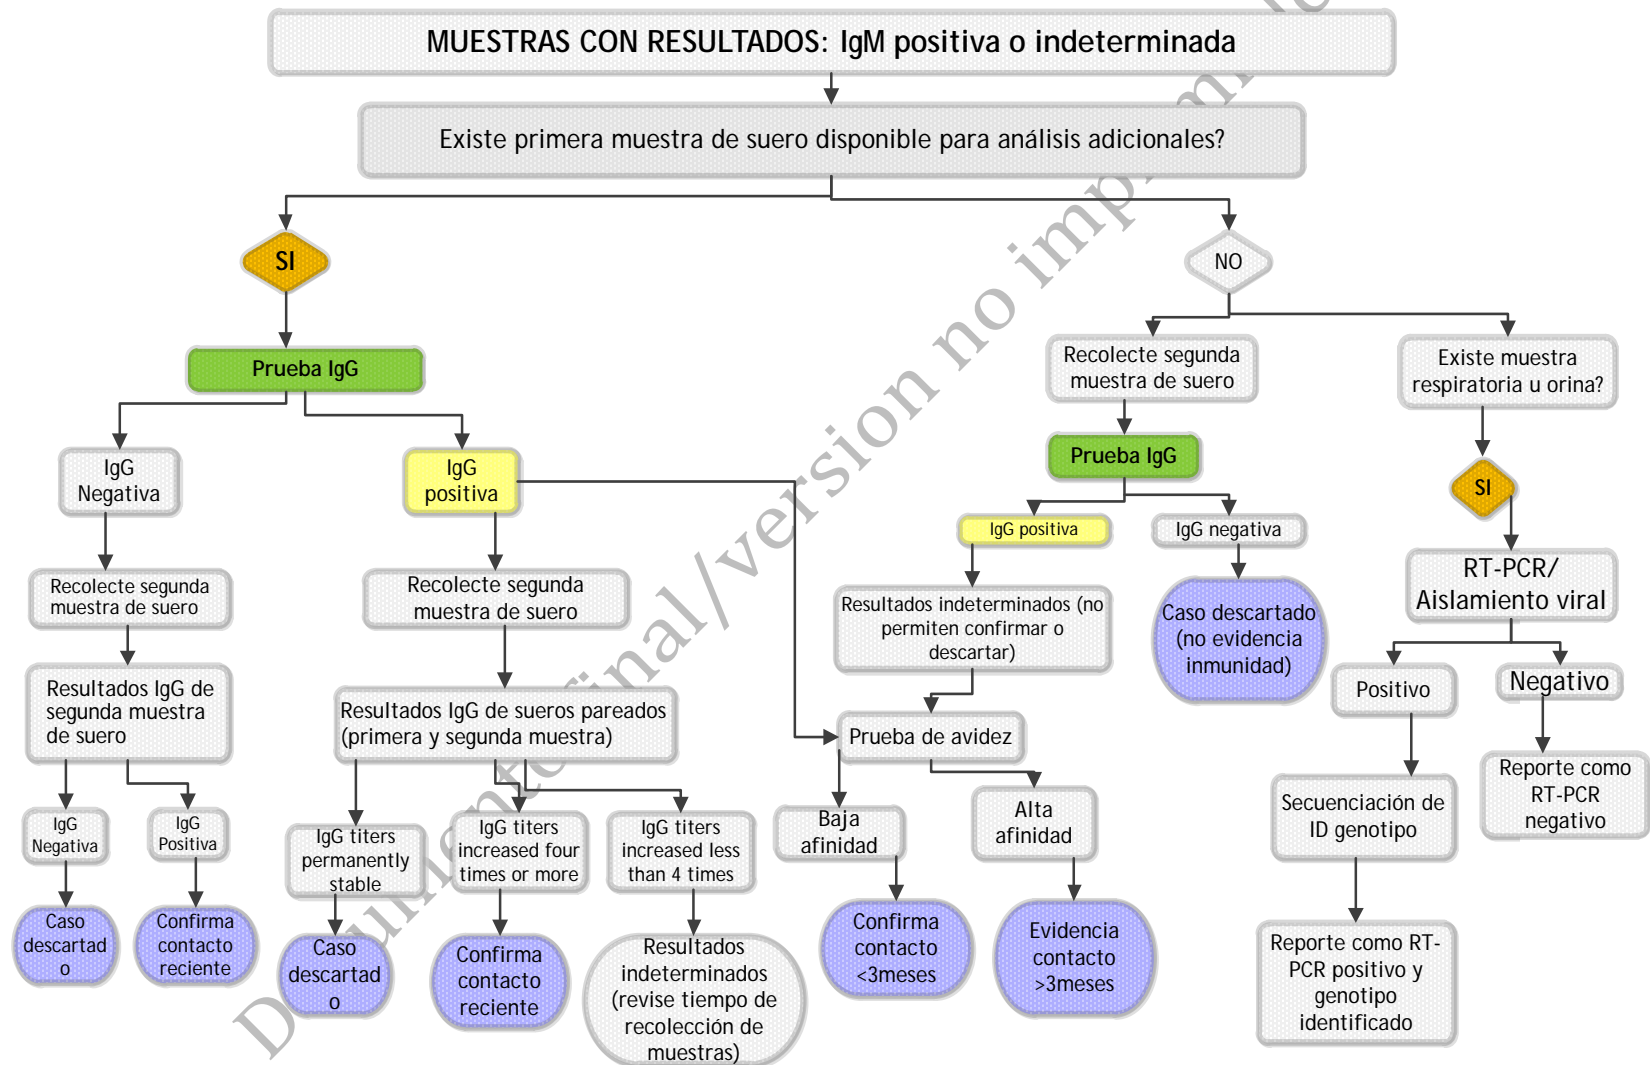 MUESTRAS CON RESULTADOS: IgM positiva o indeterminada
Existe primera muestra de suero disponible para análisis adicionales?
SI
NO
Prueba IgG
Recolecte segunda
muestra de suero
Existe muestra
respiratoria u orina?
IgG
Negativa
IgG
positiva
Prueba IgG
SI
IgG positiva
IgG negativa
Recolecte segunda
muestra de suero
Recolecte segunda
muestra de suero
Resultados indeterminados (no
permiten confirmar o
descartar)
Caso descartado
(no evidencia
inmunidad)
RT-PCR/
Aislamiento viral
Resultados IgG de
segunda muestra
de suero
Resultados IgG de sueros pareados
(primera y segunda muestra)
Prueba de avidez
Positivo
Negativo
IgG
Negativa
IgG
Positiva
IgG titers
permanently
stable
IgG titers
increased four
times or more
IgG titers
increased less
than 4 times
Baja
afinidad
Alta
afinidad
Secuenciación de
ID genotipo
Reporte como
RT-PCR
negativo
Caso
descartad
o
Confirma
contacto
reciente
Caso
descartad
o
Confirma
contacto
reciente
Resultados
indeterminados
(revise tiempo de
recolección de
muestras)
Confirma
contacto
<3meses
Evidencia
contacto
>3meses
Reporte como RT-
PCR positivo y
genotipo
identificado
final/version no